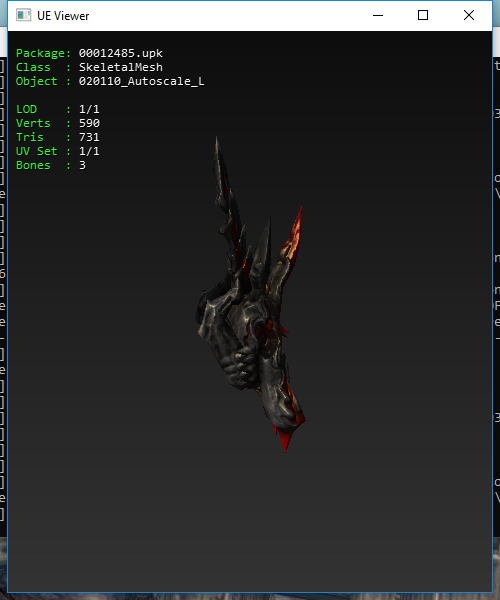 UE Viewer
Package: 00012485.upk
Class  : SkeletalMesh
Object : 020110_Autoscale_L
LOD    : 1/1
Verts  : 590
Tris   : 731
UV Set : 1/1
Bones  : 3